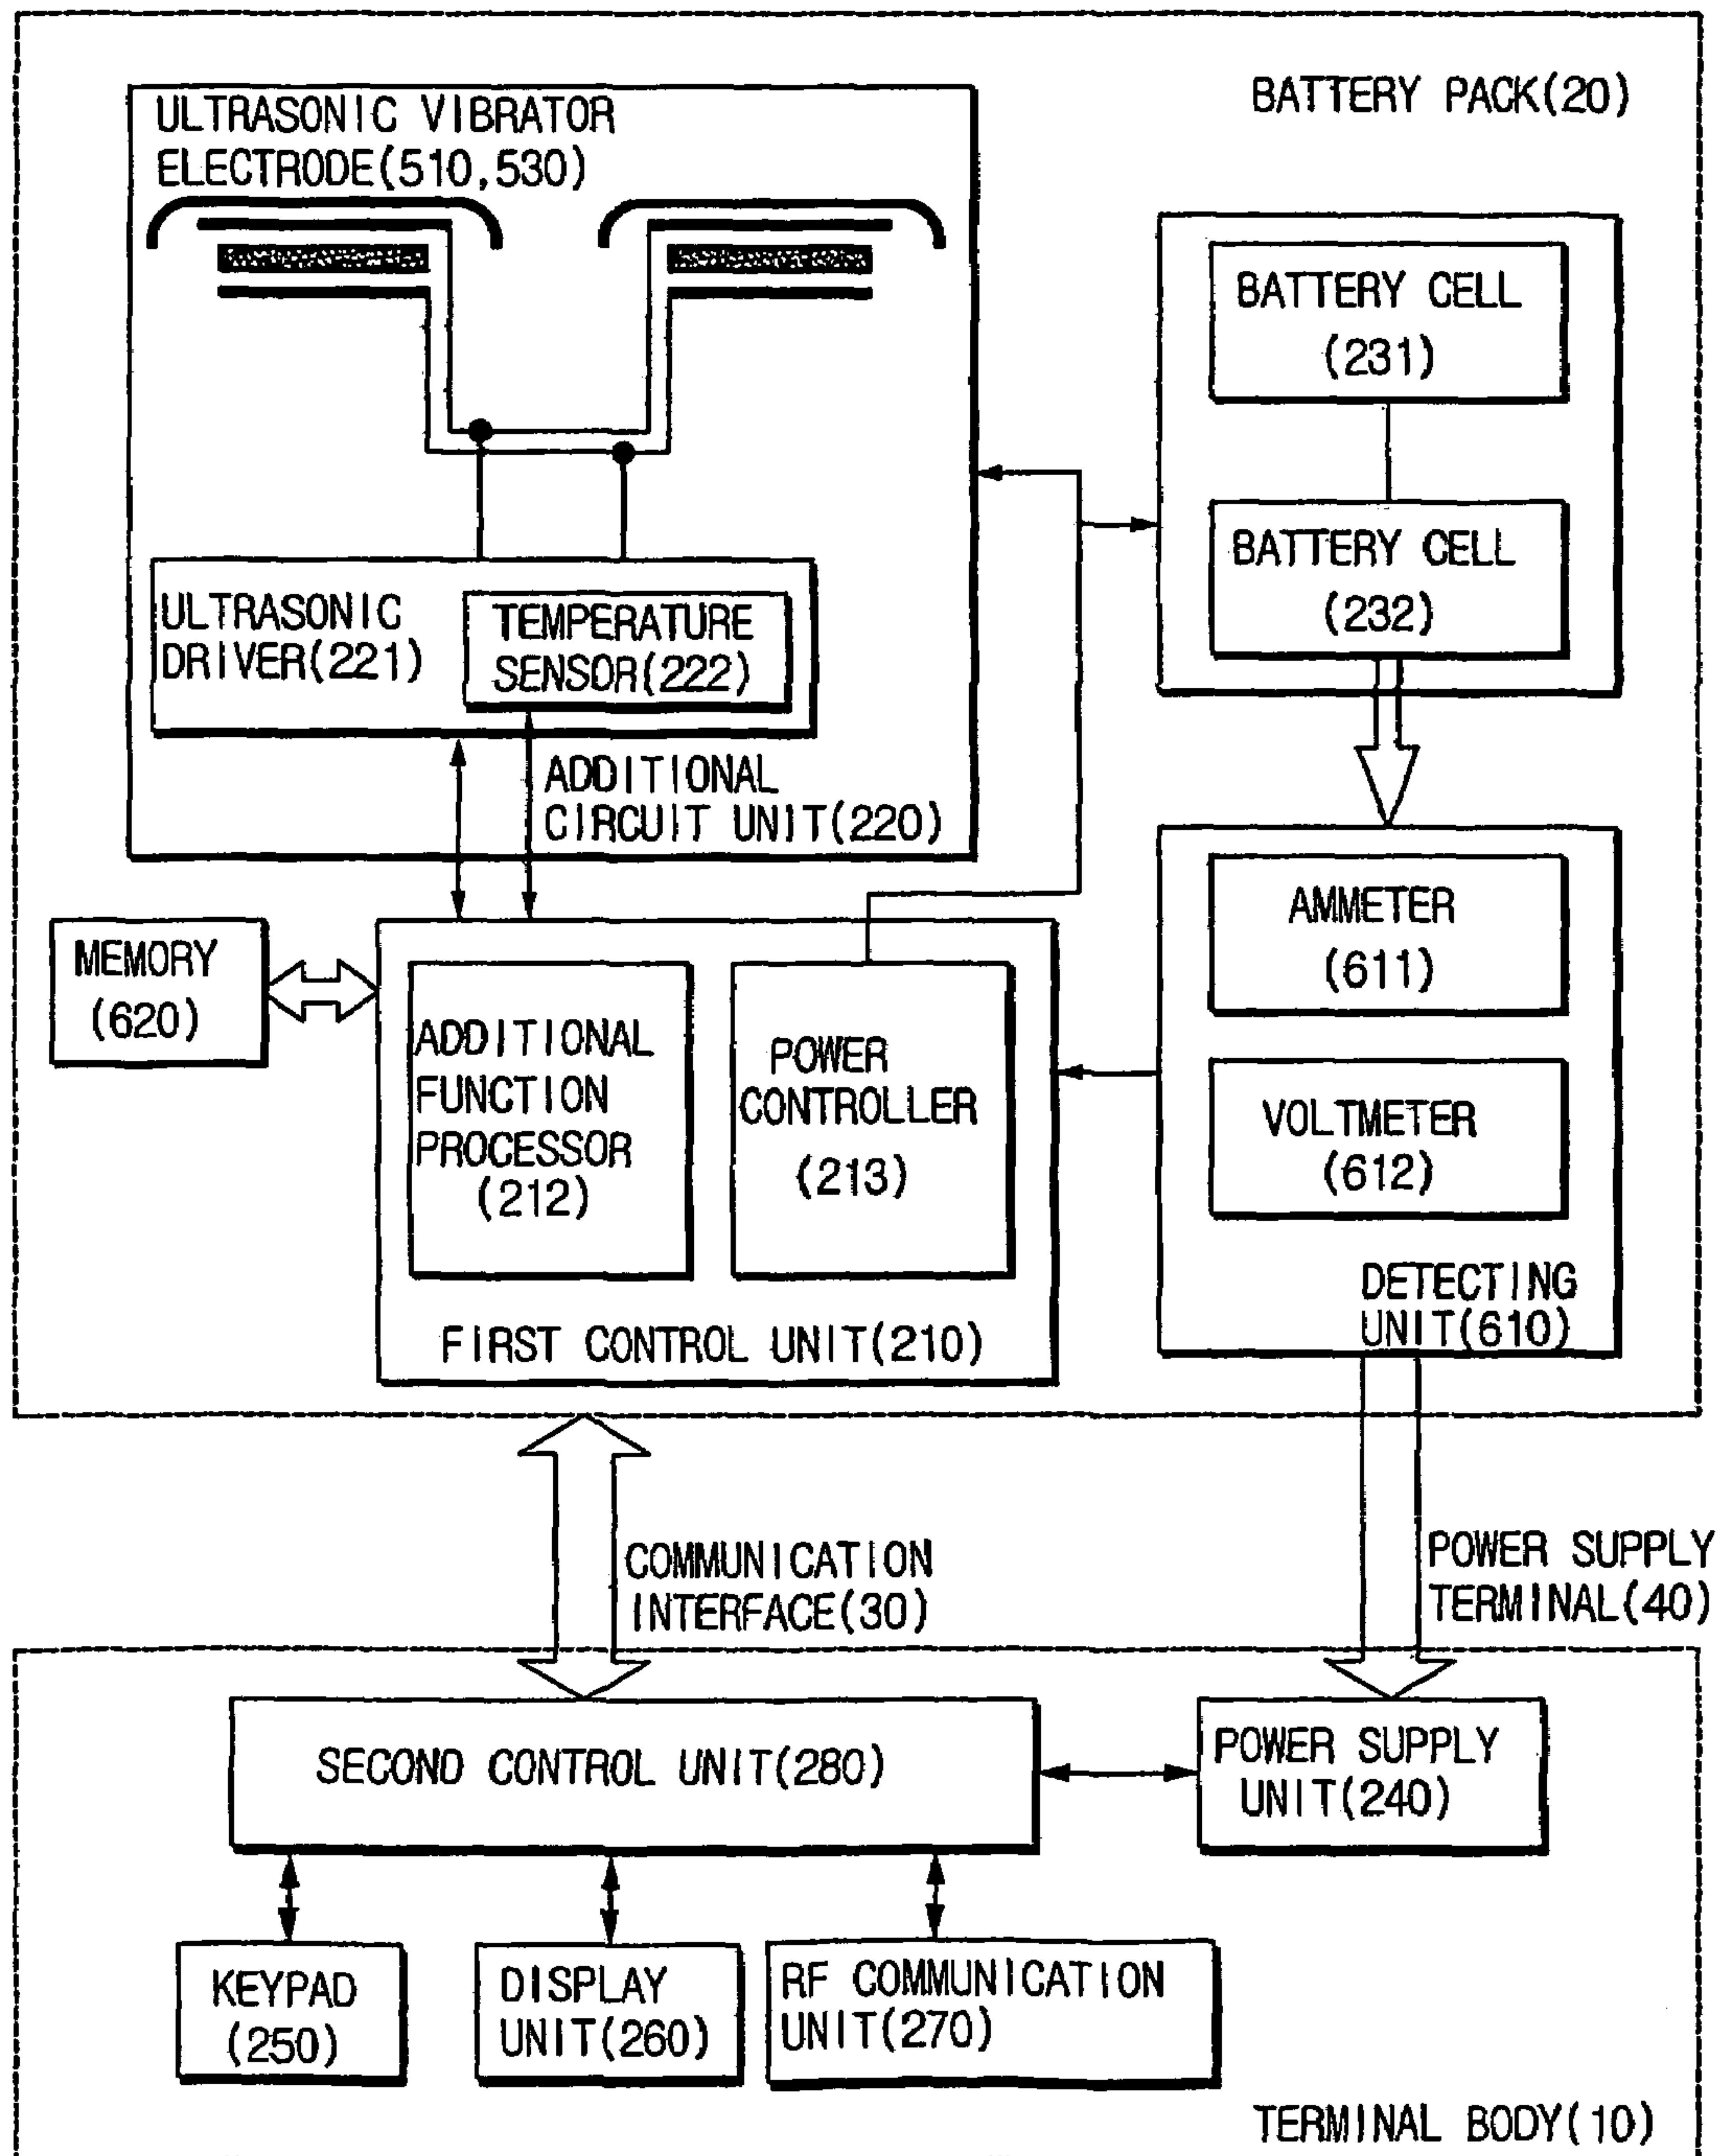 BATTERY PACK(20)
ULTRASONIC VIBRATOR
ELECTRODE(510,530)
BATTERY CELL
(231)
BATTERY CELL
(232)
ULTRASONIC
DRIVER(221)
TEMPERATURE
SENSOR(222)
ADDITIONAL
CIRCUIT UNIT(220)
MEMORY
(620)
ADDITIONAL
FUNCTION
PROCESSOR
(212)
POWER
CONTROLLER
(213)
FIRST CONTROL UNIT(210)
AMMETER
(611)
VOLTMETER
(612)
DETECTING
UNIT(610)
COMMUNICATION
INTERFACE(30)
POWER SUPPLY
TERMINAL(40)
SECOND CONTROL UNIT(280)
POWER SUPPLY
UNIT(240)
KEYPAD
(250)
DISPLAY
UNIT(260)
RF COMMUNICATION
UNIT(270)
TERMINAL BODY(10)